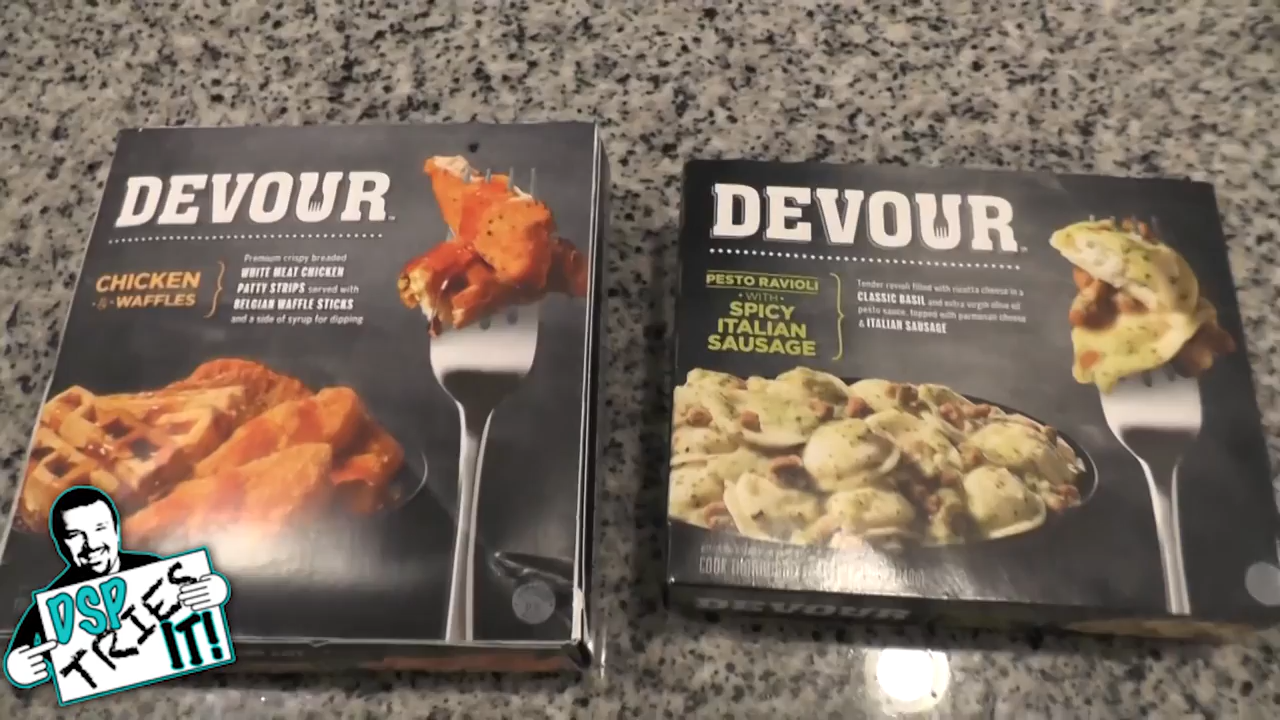 DEVOUR
CHICKEN
& WAFFLES
Premium crispy breaded
WHITE MEAT CHICKEN
PATTY STRIPS served with
BELGIAN WAFFLE STICKS
and a side of syrup for dipping
DEVOUR
PESTO RAVIOLI
• WITH •
SPICY
ITALIAN
SAUSAGE
Tender ravioli filled with ricotta cheese in a
CLASSIC BASIL and extra virgin olive oil
pesto sauce, topped with parmesan cheese
& ITALIAN SAUSAGE
COOK
DEVOUR
DSP
TRIES
IT!